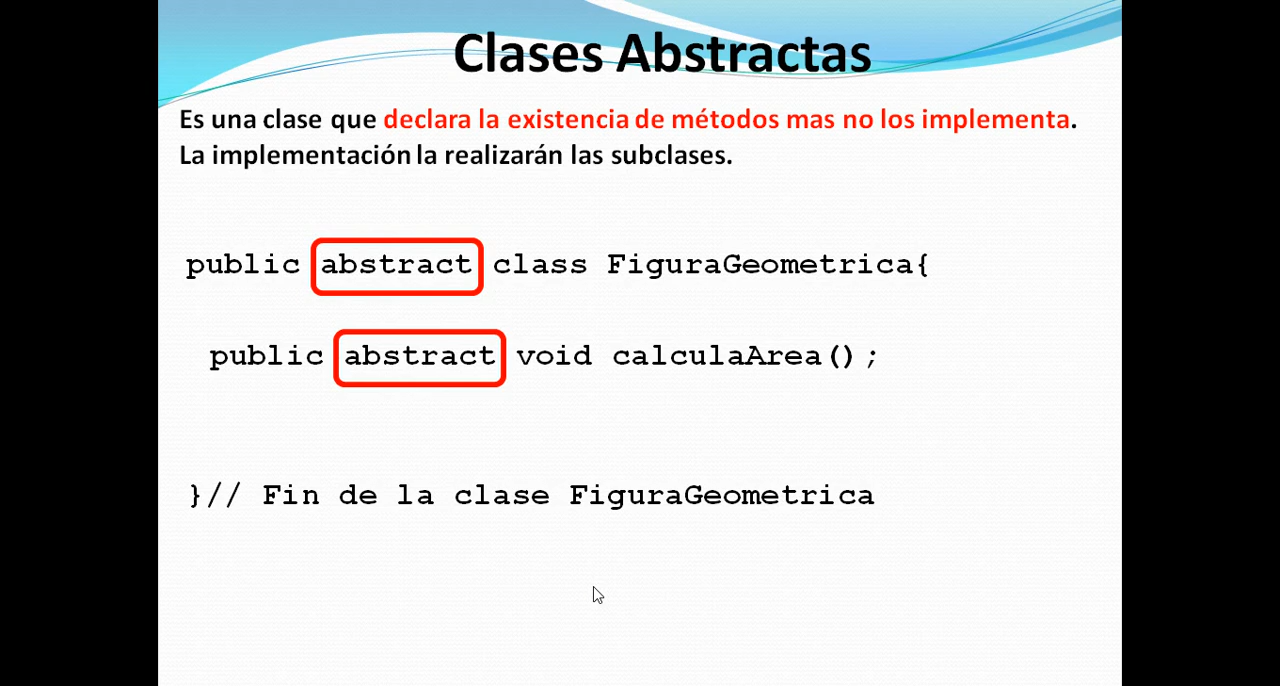 Clases Abstractas
Es una clase que declara la existencia de métodos mas no los implementa.
La implementación la realizarán las subclases.
public abstract class FiguraGeometrica{
public abstract void calculaArea();
}// Fin de la clase FiguraGeometrica